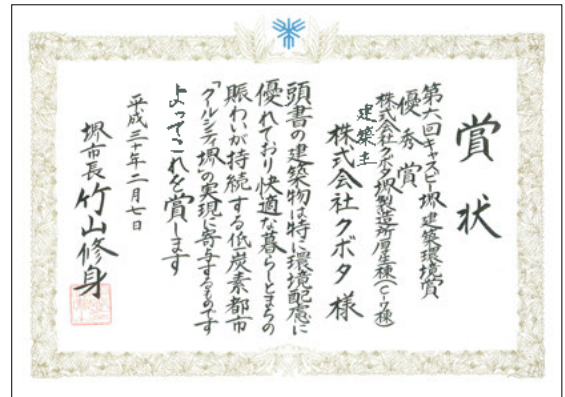 賞状
第六回キャスビー堺建築環境賞
優秀賞
株式会社クボタ堺製造所厚生棟(C-7棟)
建築主
株式会社クボタ様
頭書の建築物は特に環境配慮に
優れており快適な暮らしとまちの
賑わいが持続する低炭素都市
「クールシティ堺」の実現に寄与するものです
よってこれを賞します
平成三十年二月七日
堺市長 竹山修身